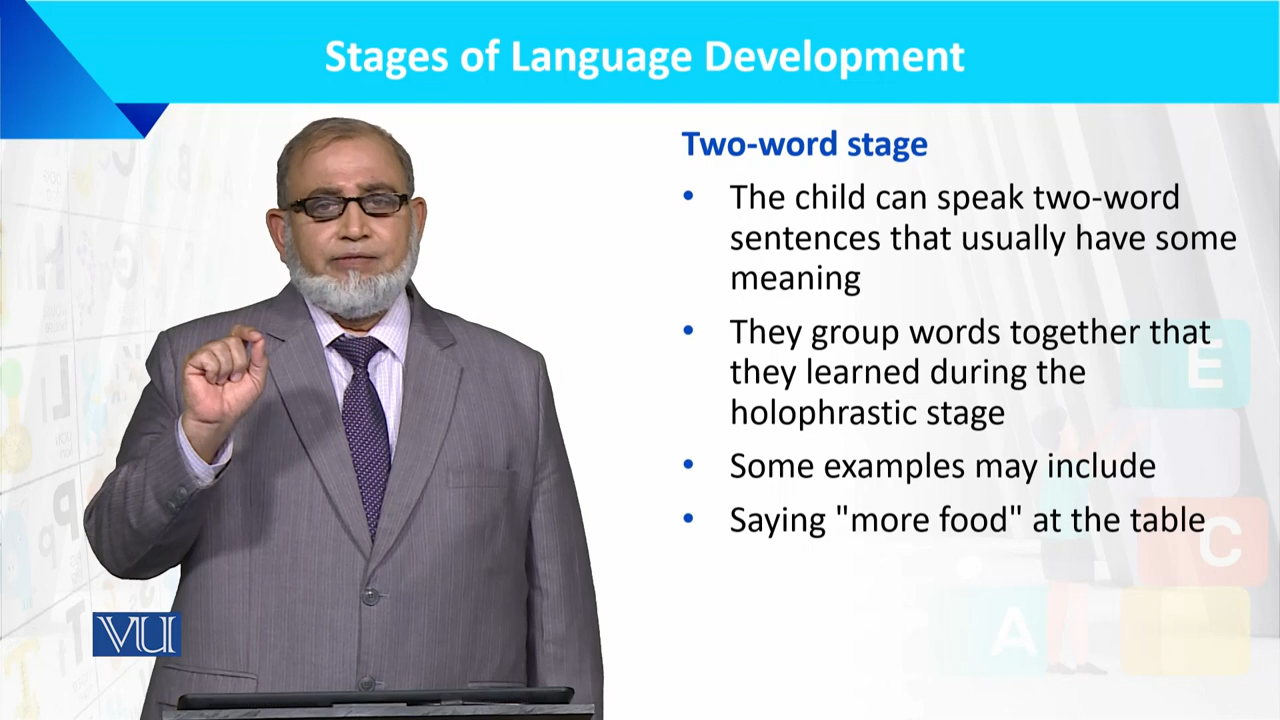 Stages of Language Development
Two-word stage
• The child can speak two-word
sentences that usually have some
meaning
• They group words together that
they learned during the
holophrastic stage
• Some examples may include
• Saying "more food" at the table
E
C
A
VU